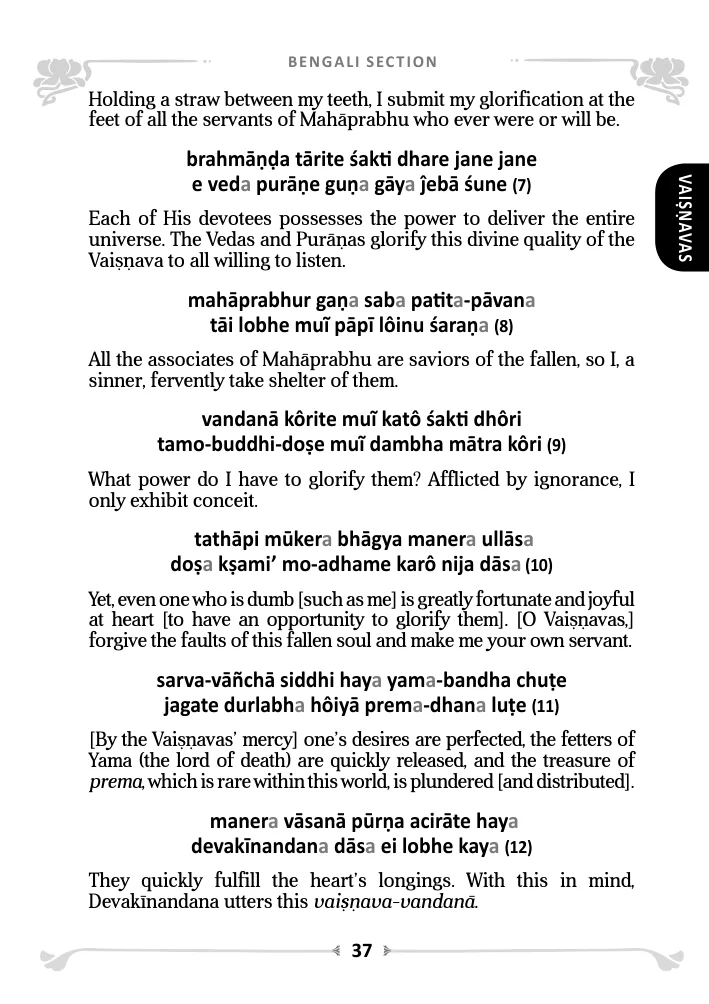 BENGALI SECTION
Holding a straw between my teeth, I submit my glorification at the
feet of all the servants of Mahāprabhu who ever were or will be.
brahmāṇḍa tārite śakti dhare jane jane
e veda purāṇe guṇa gāya ĵebā śune (7)
VAIṢṆAVAS
Each of His devotees possesses the power to deliver the entire
universe. The Vedas and Purāṇas glorify this divine quality of the
Vaiṣṇava to all willing to listen.
mahāprabhur gaṇa saba patita-pāvana
tāi lobhe muĩ pāpī lôinu śaraṇa (8)
All the associates of Mahāprabhu are saviors of the fallen, so I, a
sinner, fervently take shelter of them.
vandanā kôrite muĩ katô śakti dhôri
tamo-buddhi-doṣe muĩ dambha mātra kôri (9)
What power do I have to glorify them? Afflicted by ignorance, I
only exhibit conceit.
tathāpi mūkera bhāgya manera ullāsa
doṣa kṣami’ mo-adhame karô nija dāsa (10)
Yet, even one who is dumb [such as me] is greatly fortunate and joyful
at heart [to have an opportunity to glorify them]. [O Vaiṣṇavas,]
forgive the faults of this fallen soul and make me your own servant.
sarva-vāñchā siddhi haya yama-bandha chuṭe
jagate durlabha hôiyā prema-dhana luṭe (11)
[By the Vaiṣṇavas’ mercy] one’s desires are perfected, the fetters of
Yama (the lord of death) are quickly released, and the treasure of
prema, which is rare within this world, is plundered [and distributed].
manera vāsanā pūrṇa acirāte haya
devakīnandana dāsa ei lobhe kaya (12)
They quickly fulfill the heart’s longings. With this in mind,
Devakīnandana utters this vaiṣṇava-vandanā.
37